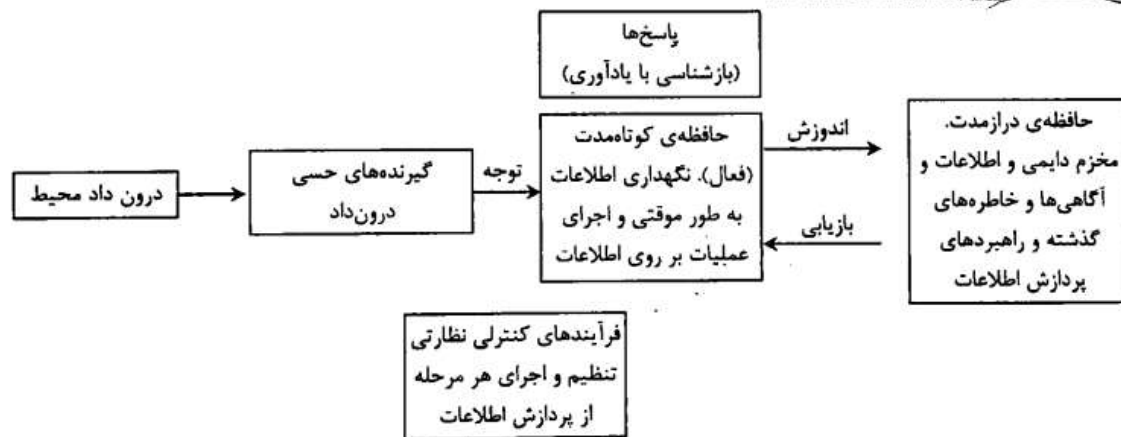 پاسخ‌ها
(بازشناسی با یادآوری)
درون داد محیط
گیرنده‌های حسی
درون‌داد
توجه
حافظه‌ی کوتاه‌مدت
(فعال). نگهداری اطلاعات
به طور موقتی و اجرای
عملیات بر روی اطلاعات
اندوزش
بازیابی
حافظه‌ی درازمدت.
مخزم دایمی و اطلاعات و
آگاهی‌ها و خاطره‌های
گذشته و راهبردهای
پردازش اطلاعات
فرآیندهای کنترلی نظارتی
تنظیم و اجرای هر مرحله
از پردازش اطلاعات